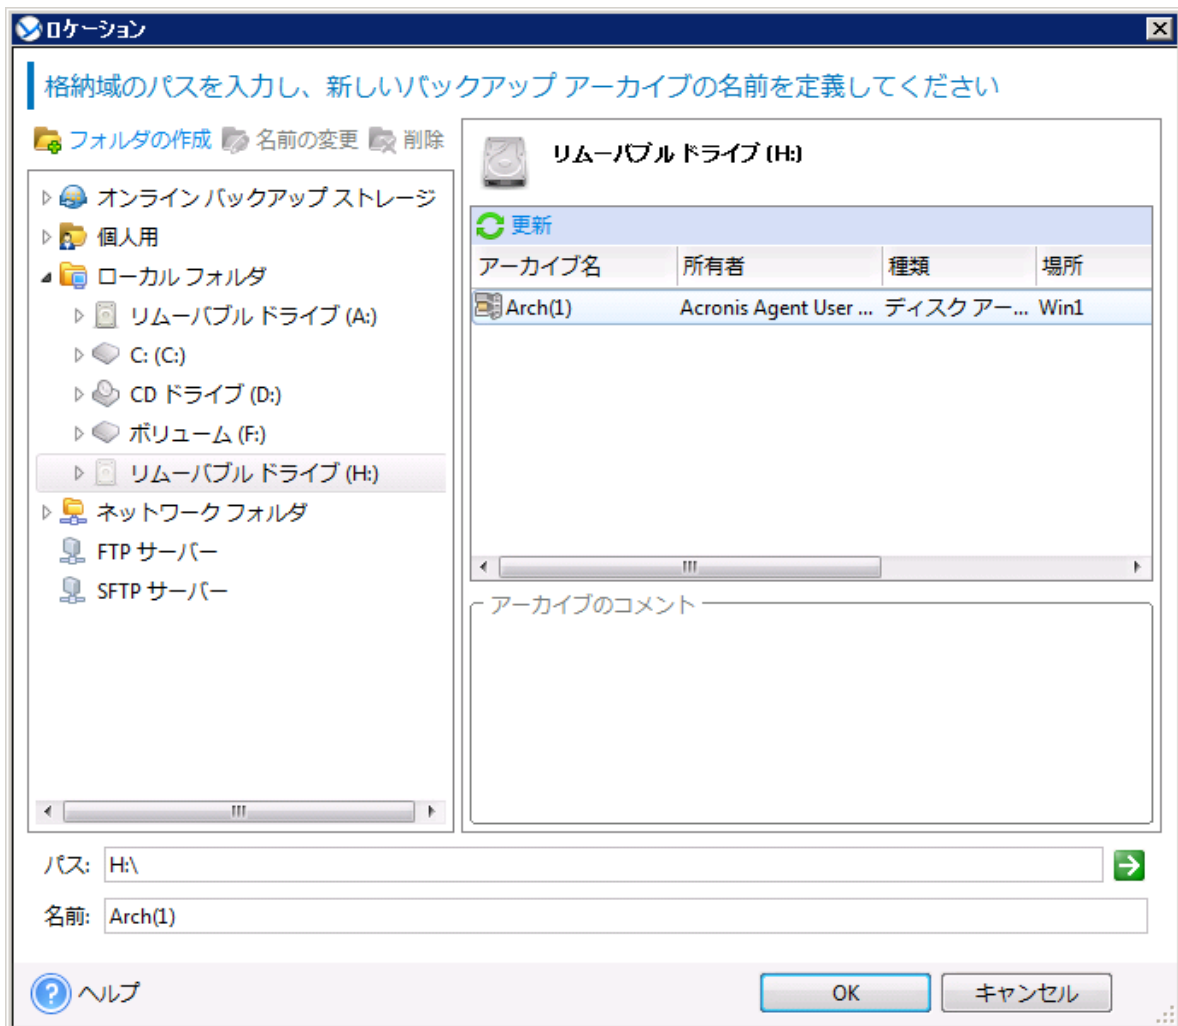 ロケーション
格納域のパスを入力し、新しいバックアップ アーカイブの名前を定義してください
フォルダの作成 名前の変更 削除
オンライン バックアップ ストレージ
個人用
ローカル フォルダ
リムーバブル ドライブ (A:)
C: (C:)
CD ドライブ (D:)
ボリューム (F:)
リムーバブル ドライブ (H:)
ネットワーク フォルダ
FTP サーバー
SFTP サーバー
リムーバブル ドライブ (H:)
更新
アーカイブ名 所有者 種類 場所
Arch(1) Acronis Agent User ... ディスク アー... Win1
アーカイブのコメント
パス: H:\
名前: Arch(1)
ヘルプ OK キャンセル